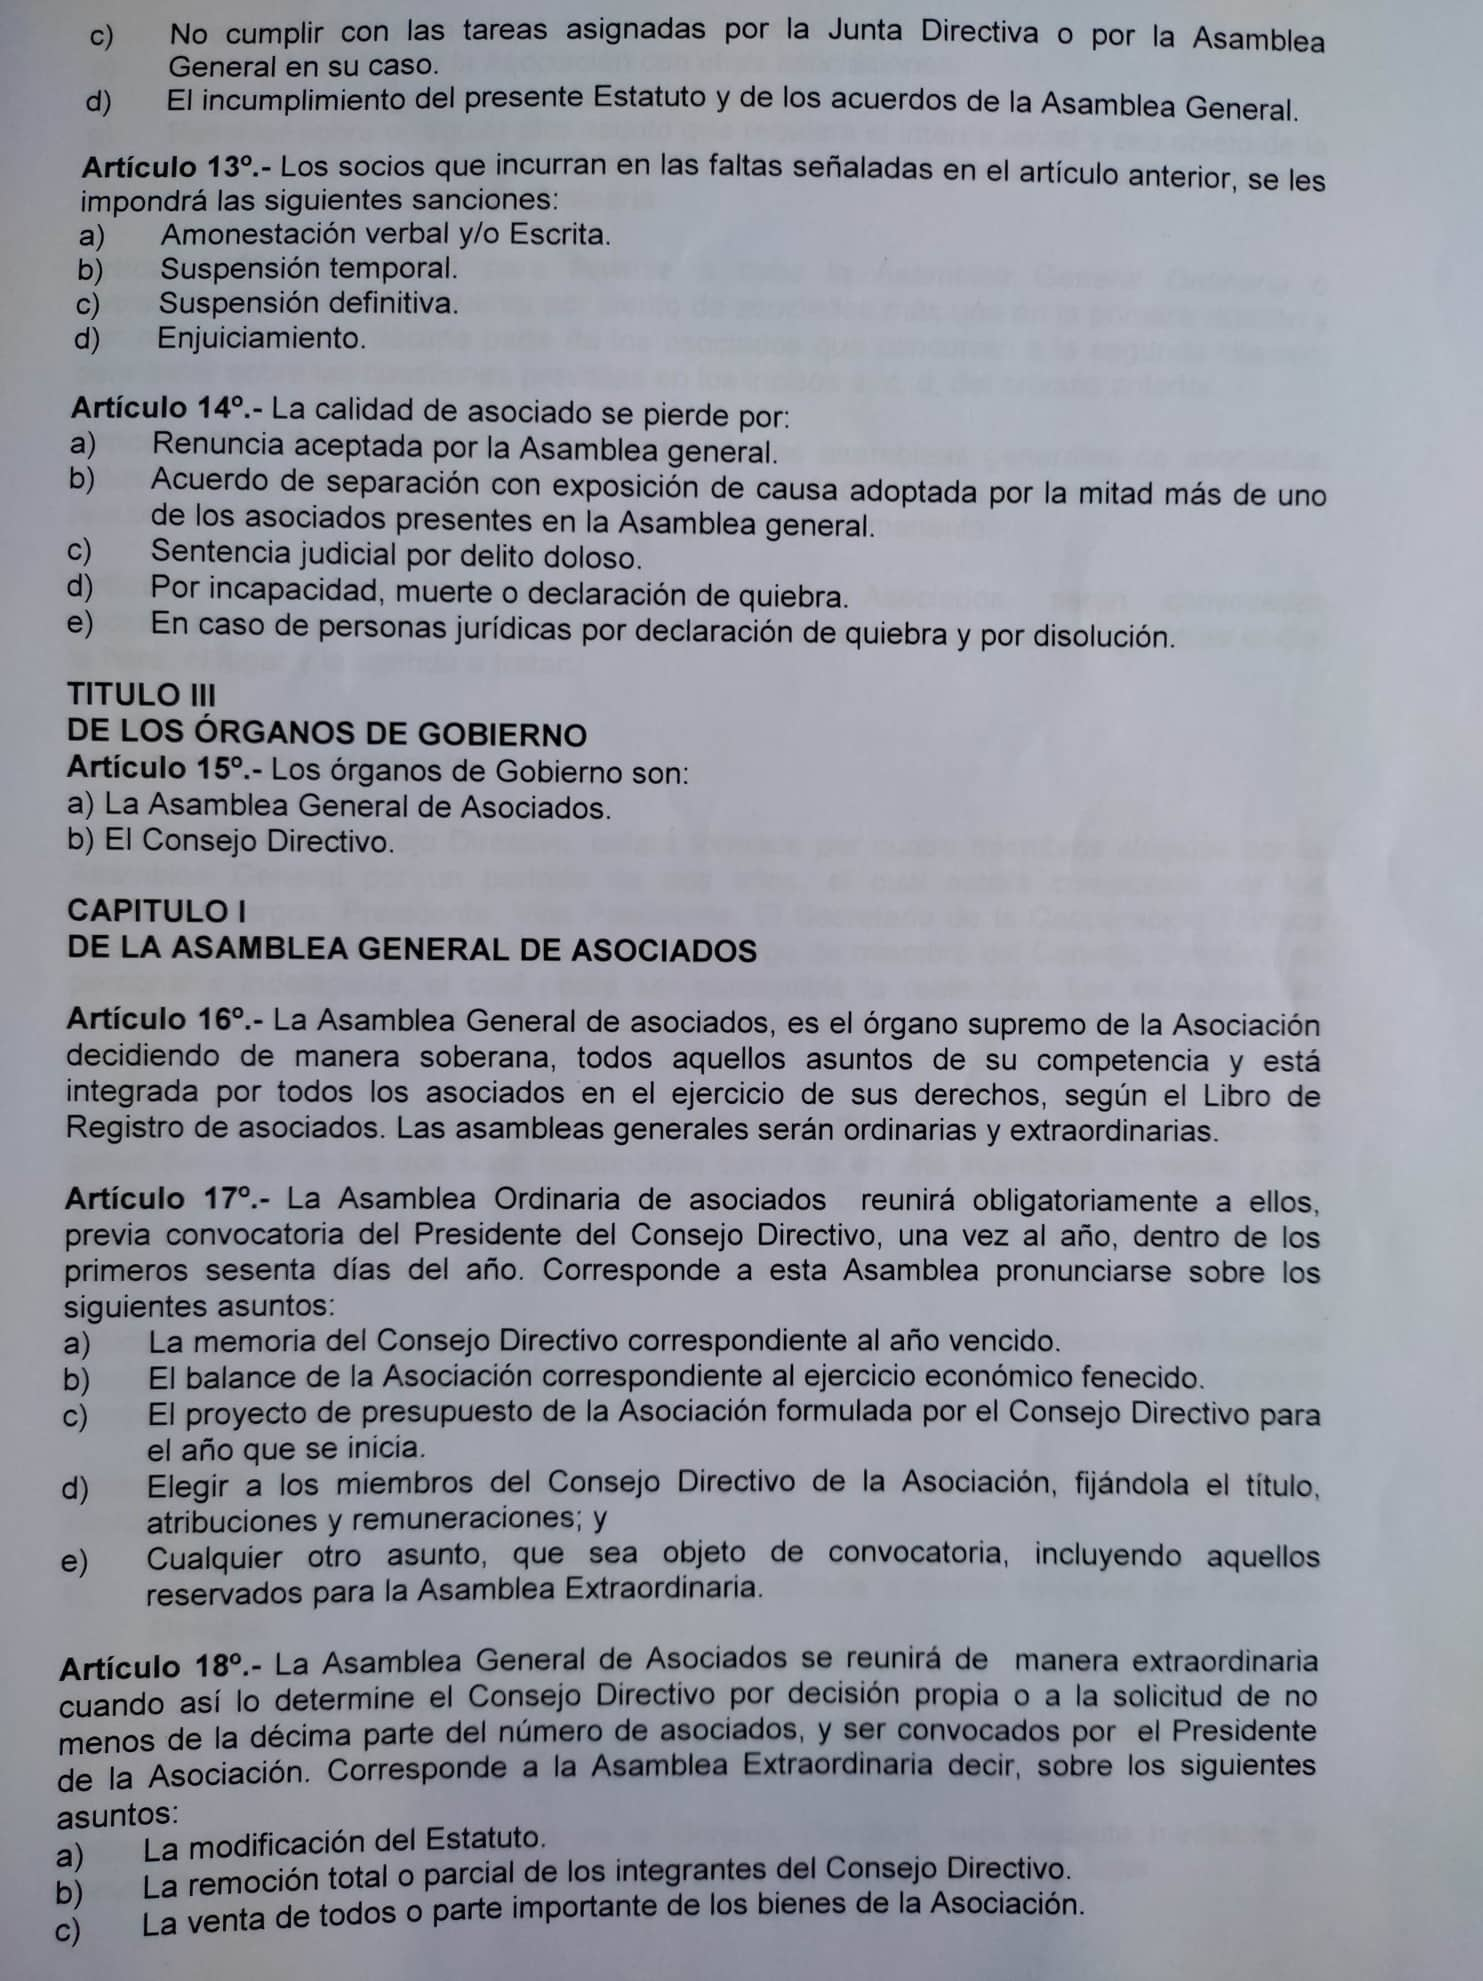 c) No cumplir con las tareas asignadas por la Junta Directiva o por la Asamblea
General en su caso.
d) El incumplimiento del presente Estatuto y de los acuerdos de la Asamblea General.
Artículo 13º.- Los socios que incurran en las faltas señaladas en el artículo anterior, se les
impondrá las siguientes sanciones:
a) Amonestación verbal y/o Escrita.
b) Suspensión temporal.
c) Suspensión definitiva.
d) Enjuiciamiento.
Artículo 14º.- La calidad de asociado se pierde por:
a) Renuncia aceptada por la Asamblea general.
b) Acuerdo de separación con exposición de causa adoptada por la mitad más de uno
de los asociados presentes en la Asamblea general.
c) Sentencia judicial por delito doloso.
d) Por incapacidad, muerte o declaración de quiebra.
e) En caso de personas jurídicas por declaración de quiebra y por disolución.
TITULO III
DE LOS ÓRGANOS DE GOBIERNO
Artículo 15º.- Los órganos de Gobierno son:
a) La Asamblea General de Asociados.
b) El Consejo Directivo.
CAPITULO I
DE LA ASAMBLEA GENERAL DE ASOCIADOS
Artículo 16º.- La Asamblea General de asociados, es el órgano supremo de la Asociación
decidiendo de manera soberana, todos aquellos asuntos de su competencia y está
integrada por todos los asociados en el ejercicio de sus derechos, según el Libro de
Registro de asociados. Las asambleas generales serán ordinarias y extraordinarias.
Artículo 17º.- La Asamblea Ordinaria de asociados reunirá obligatoriamente a ellos,
previa convocatoria del Presidente del Consejo Directivo, una vez al año, dentro de los
primeros sesenta días del año. Corresponde a esta Asamblea pronunciarse sobre los
siguientes asuntos:
a) La memoria del Consejo Directivo correspondiente al año vencido.
b) El balance de la Asociación correspondiente al ejercicio económico fenecido.
c) El proyecto de presupuesto de la Asociación formulada por el Consejo Directivo para
el año que se inicia.
d) Elegir a los miembros del Consejo Directivo de la Asociación, fijándola el título,
atribuciones y remuneraciones; y
e) Cualquier otro asunto, que sea objeto de convocatoria, incluyendo aquellos
reservados para la Asamblea Extraordinaria.
Artículo 18º.- La Asamblea General de Asociados se reunirá de manera extraordinaria
cuando así lo determine el Consejo Directivo por decisión propia o a la solicitud de no
menos de la décima parte del número de asociados, y ser convocados por el Presidente
de la Asociación. Corresponde a la Asamblea Extraordinaria decir, sobre los siguientes
asuntos:
a) La modificación del Estatuto.
b) La remoción total o parcial de los integrantes del Consejo Directivo.
c) La venta de todos o parte importante de los bienes de la Asociación.